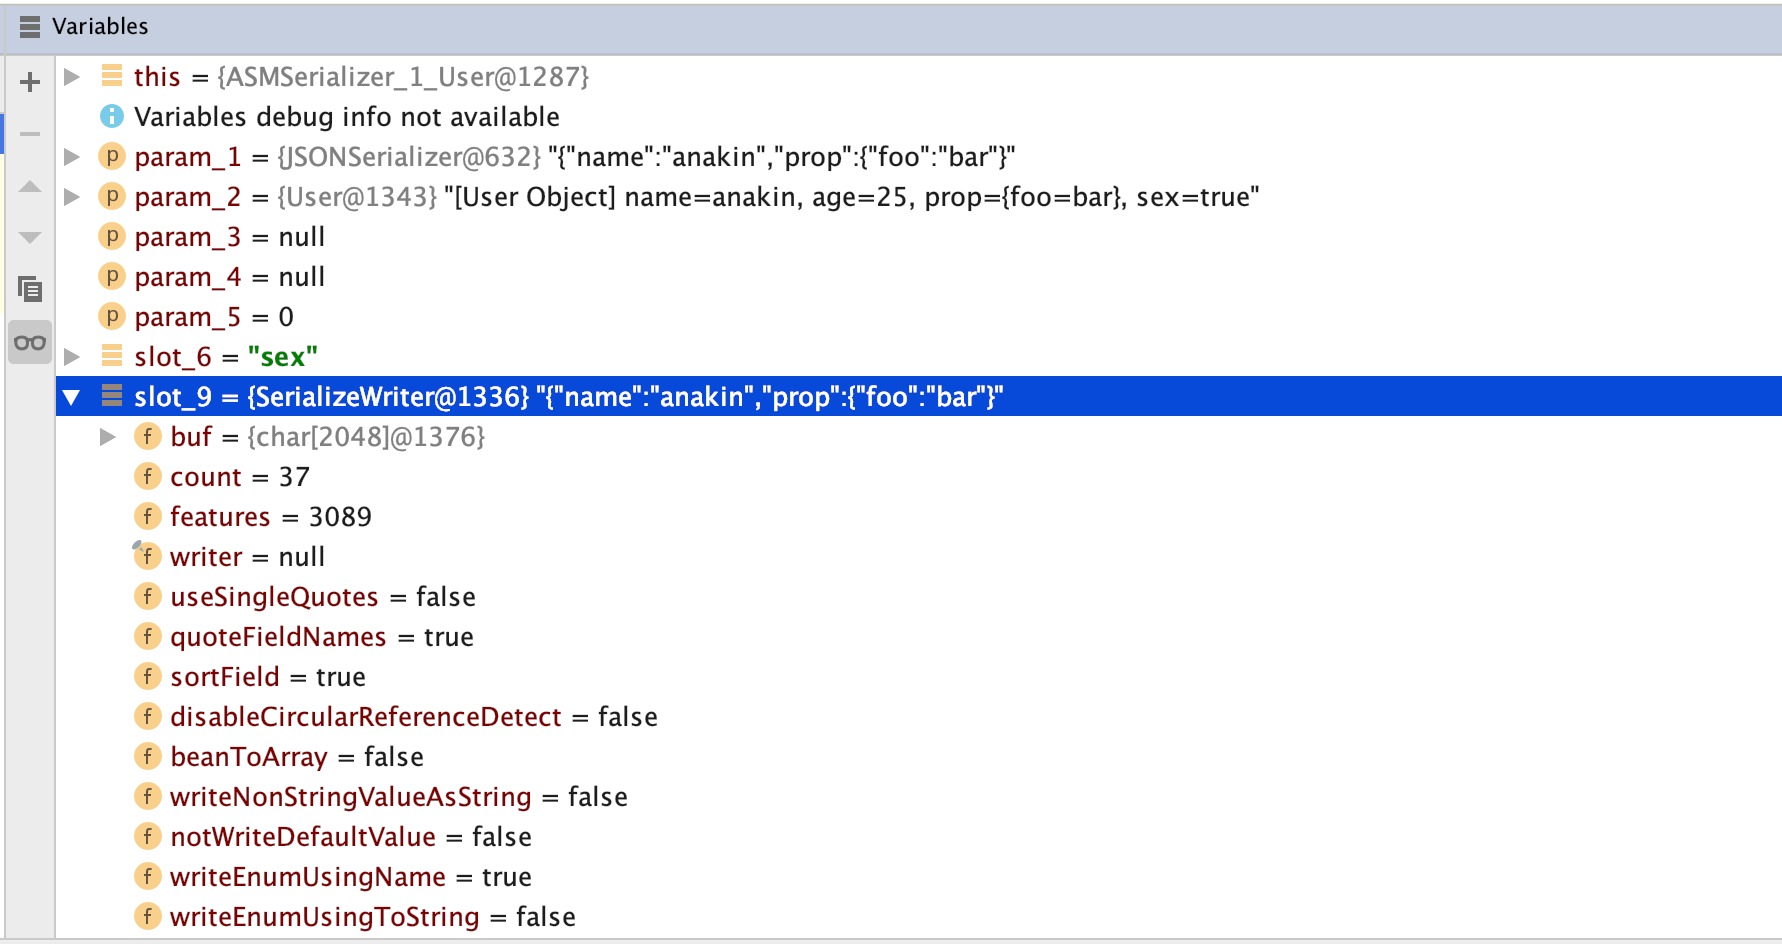 Variables
this = {ASMSerializer_1_User@1287}
Variables debug info not available
param_1 = {JSONSerializer@632} "{"name":"anakin","prop":{"foo":"bar"}"
param_2 = {User@1343} "[User Object] name=anakin, age=25, prop={foo=bar}, sex=true"
param_3 = null
param_4 = null
param_5 = 0
slot_6 = "sex"
slot_9 = {SerializeWriter@1336} "{"name":"anakin","prop":{"foo":"bar"}"
buf = {char[2048]@1376}
count = 37
features = 3089
writer = null
useSingleQuotes = false
quoteFieldNames = true
sortField = true
disableCircularReferenceDetect = false
beanToArray = false
writeNonStringValueAsString = false
notWriteDefaultValue = false
writeEnumUsingName = true
writeEnumUsingToString = false